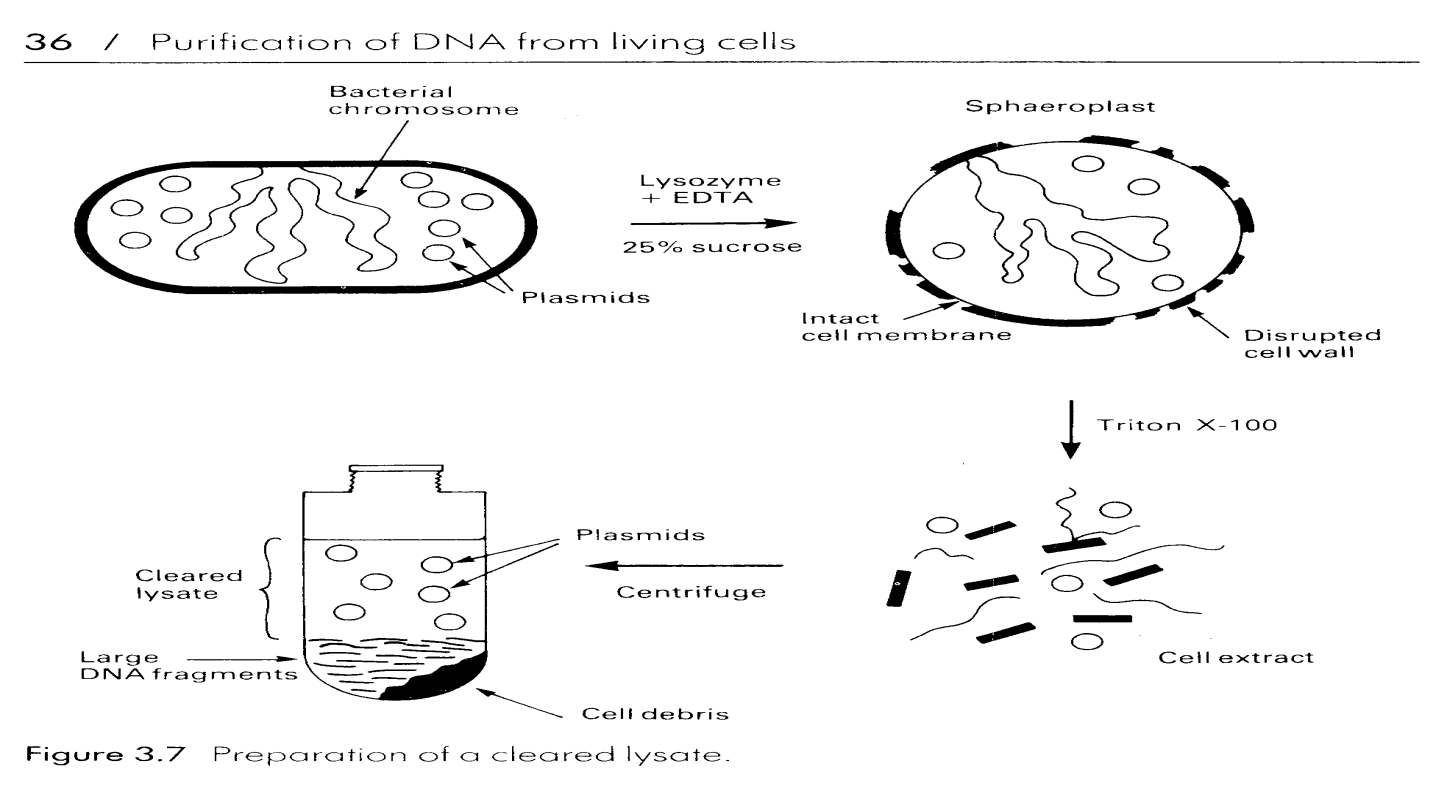 36 / Purification of DNA from living cells
Bacterial
chromosome
Plasmids
Lysozyme
+ EDTA
25% sucrose
Sphaeroplast
Intact
cell membrane
Disrupted
cell wall
Triton X-100
Cell extract
Centrifuge
Plasmids
Cleared
lysate
Large
DNA fragments
Cell debris
Figure 3.7 Preparation of a cleared lysate.